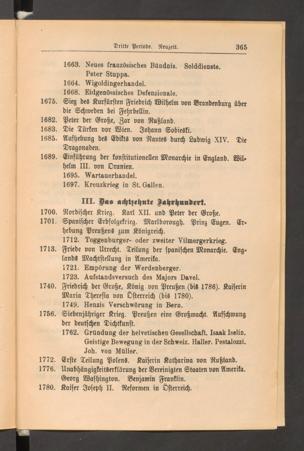 Dritte Periode. Neuzeit. 365
1663. Neues französisches Bündnis. Solddienste.
Peter Stuppa.
1664. Wigoldingerhandel.
1668. Eidgenössisches Defensionale.
1675. Sieg des Kurfürsten Friedrich Wilhelm von Brandenburg über
die Schweden bei Fehrbellin.
1682. Peter der Große, Zar von Rußland.
1683. Die Türken vor Wien. Johann Sobieski.
1685. Aufhebung des Edikts von Nantes durch Ludwig XIV. Die
Dragonaden.
1689. Einführung der konstitutionellen Monarchie in England. Wil-
helm III. von Oranien.
1695. Wartauerhandel.
1697. Kreuzkrieg in St. Gallen.
III. Das achtzehnte Jahrhundert.
1700. Nordischer Krieg. Karl XII. und Peter der Große.
1701. Spanischer Erbfolgekrieg. Marlborough. Prinz Eugen. Er-
hebung Preußens zum Königreich.
1712. Toggenburger- oder zweiter Vilmergerkrieg.
1713. Friede von Utrecht. Teilung der spanischen Monarchie. Eng-
lands Machtstellung in Amerika.
1721. Empörung der Werdenberger.
1723. Aufstandsversuch des Majors Davel.
1740. Friedrich der Große, König von Preußen (bis 1786). Kaiserin
Maria Theresia von Österreich (bis 1780).
1749. Henzis Verschwörung in Bern.
1756. Siebenjähriger Krieg. Preußen eine Großmacht. Aufschwung
der deutschen Dichtkunst.
1762. Gründung der helvetischen Gesellschaft. Isaak Iselin.
Geistige Bewegung in der Schweiz. Haller. Pestalozzi.
Joh. von Müller.
1772. Erste Teilung Polens. Kaiserin Katharina von Rußland.
1776. Unabhängigkeitserklärung der Vereinigten Staaten von Amerika.
Georg Washington. Benjamin Franklin.
1780. Kaiser Joseph II. Reformen in Österreich.